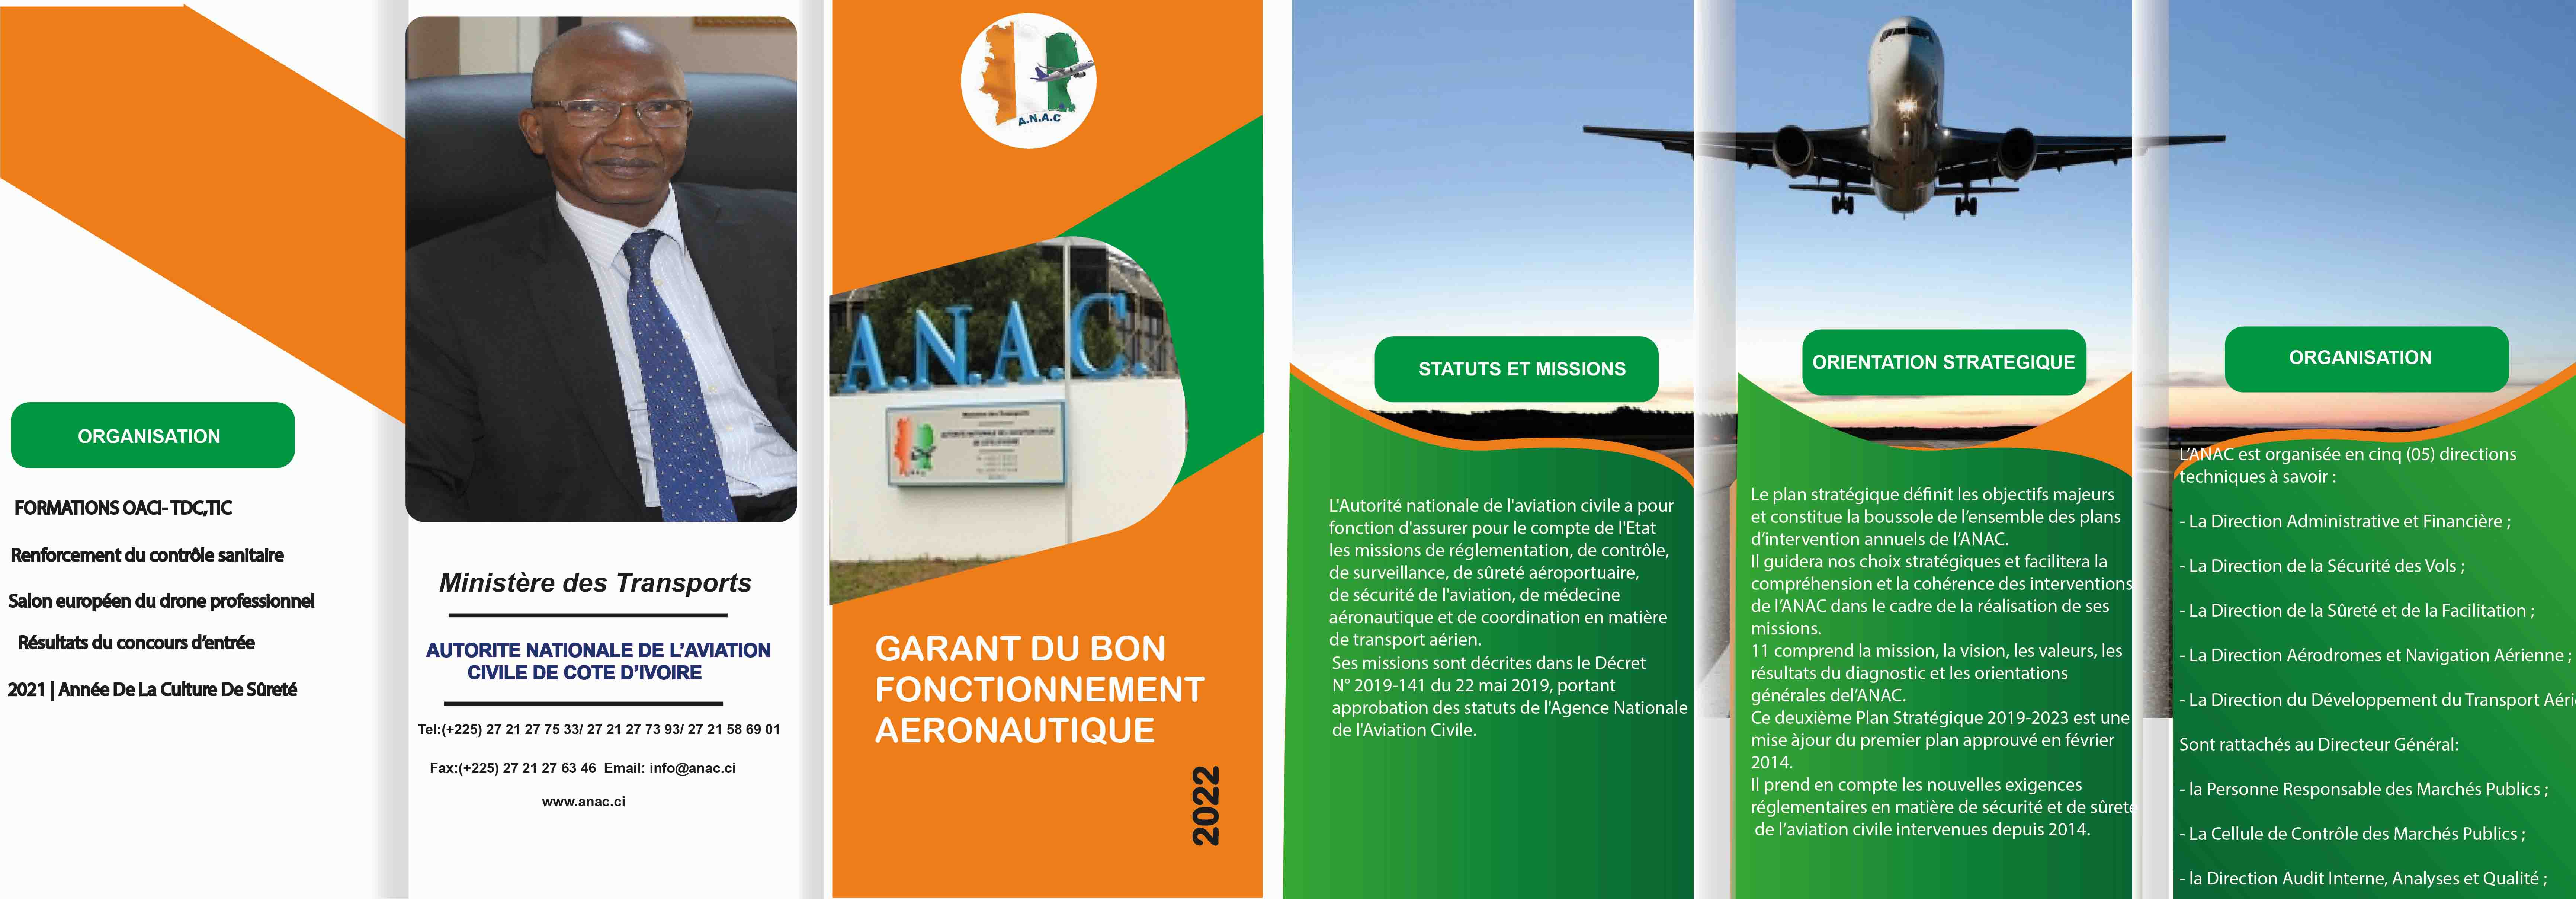 ORGANISATION
FORMATIONS OACI- TDC,TIC
Renforcement du contrôle sanitaire
Salon européen du drone professionnel
Résultats du concours d’entrée
2021 | Année De La Culture De Sûreté
Ministère des Transports
AUTORITE NATIONALE DE L’AVIATION
CIVILE DE COTE D’IVOIRE
Tel:(+225) 27 21 27 75 33/ 27 21 27 73 93/ 27 21 58 69 01
Fax:(+225) 27 21 27 63 46 Email: info@anac.ci
www.anac.ci
A.N.A.C
A.N.A.C.
Ministère des Transports
AUTORITE NATIONALE DE L'AVIATION CIVILE
DE COTE D'IVOIRE
GARANT DU BON
FONCTIONNEMENT
AERONAUTIQUE
2022
STATUTS ET MISSIONS
L'Autorité nationale de l'aviation civile a pour
fonction d'assurer pour le compte de l'Etat
les missions de réglementation, de contrôle,
de surveillance, de sûreté aéroportuaire,
de sécurité de l'aviation, de médecine
aéronautique et de coordination en matière
de transport aérien.
Ses missions sont décrites dans le Décret
N° 2019-141 du 22 mai 2019, portant
approbation des statuts de l'Agence Nationale
de l'Aviation Civile.
ORIENTATION STRATEGIQUE
Le plan stratégique définit les objectifs majeurs
et constitue la boussole de l’ensemble des plans
d’intervention annuels de l’ANAC.
Il guidera nos choix stratégiques et facilitera la
compréhension et la cohérence des interventions
de l’ANAC dans le cadre de la réalisation de ses
missions.
11 comprend la mission, la vision, les valeurs, les
résultats du diagnostic et les orientations
générales del’ANAC.
Ce deuxième Plan Stratégique 2019-2023 est une
mise àjour du premier plan approuvé en février
2014.
Il prend en compte les nouvelles exigences
réglementaires en matière de sécurité et de sûreté
de l’aviation civile intervenues depuis 2014.
ORGANISATION
L’ANAC est organisée en cinq (05) directions
techniques à savoir :
- La Direction Administrative et Financière ;
- La Direction de la Sécurité des Vols ;
- La Direction de la Sûreté et de la Facilitation ;
- La Direction Aérodromes et Navigation Aérienne ;
- La Direction du Développement du Transport Aéri
Sont rattachés au Directeur Général:
- la Personne Responsable des Marchés Publics ;
- La Cellule de Contrôle des Marchés Publics ;
- la Direction Audit Interne, Analyses et Qualité ;